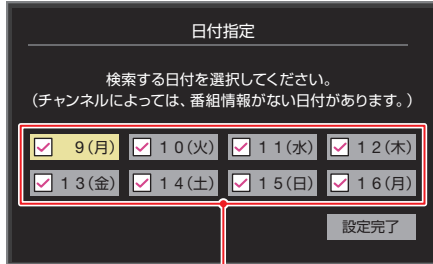 日付指定
検索する日付を選択してください。
(チャンネルによっては、番組情報がない日付があります。)
9(月) 10(火) 11(水) 12(木)
13(金) 14(土) 15(日) 16(月)
設定完了